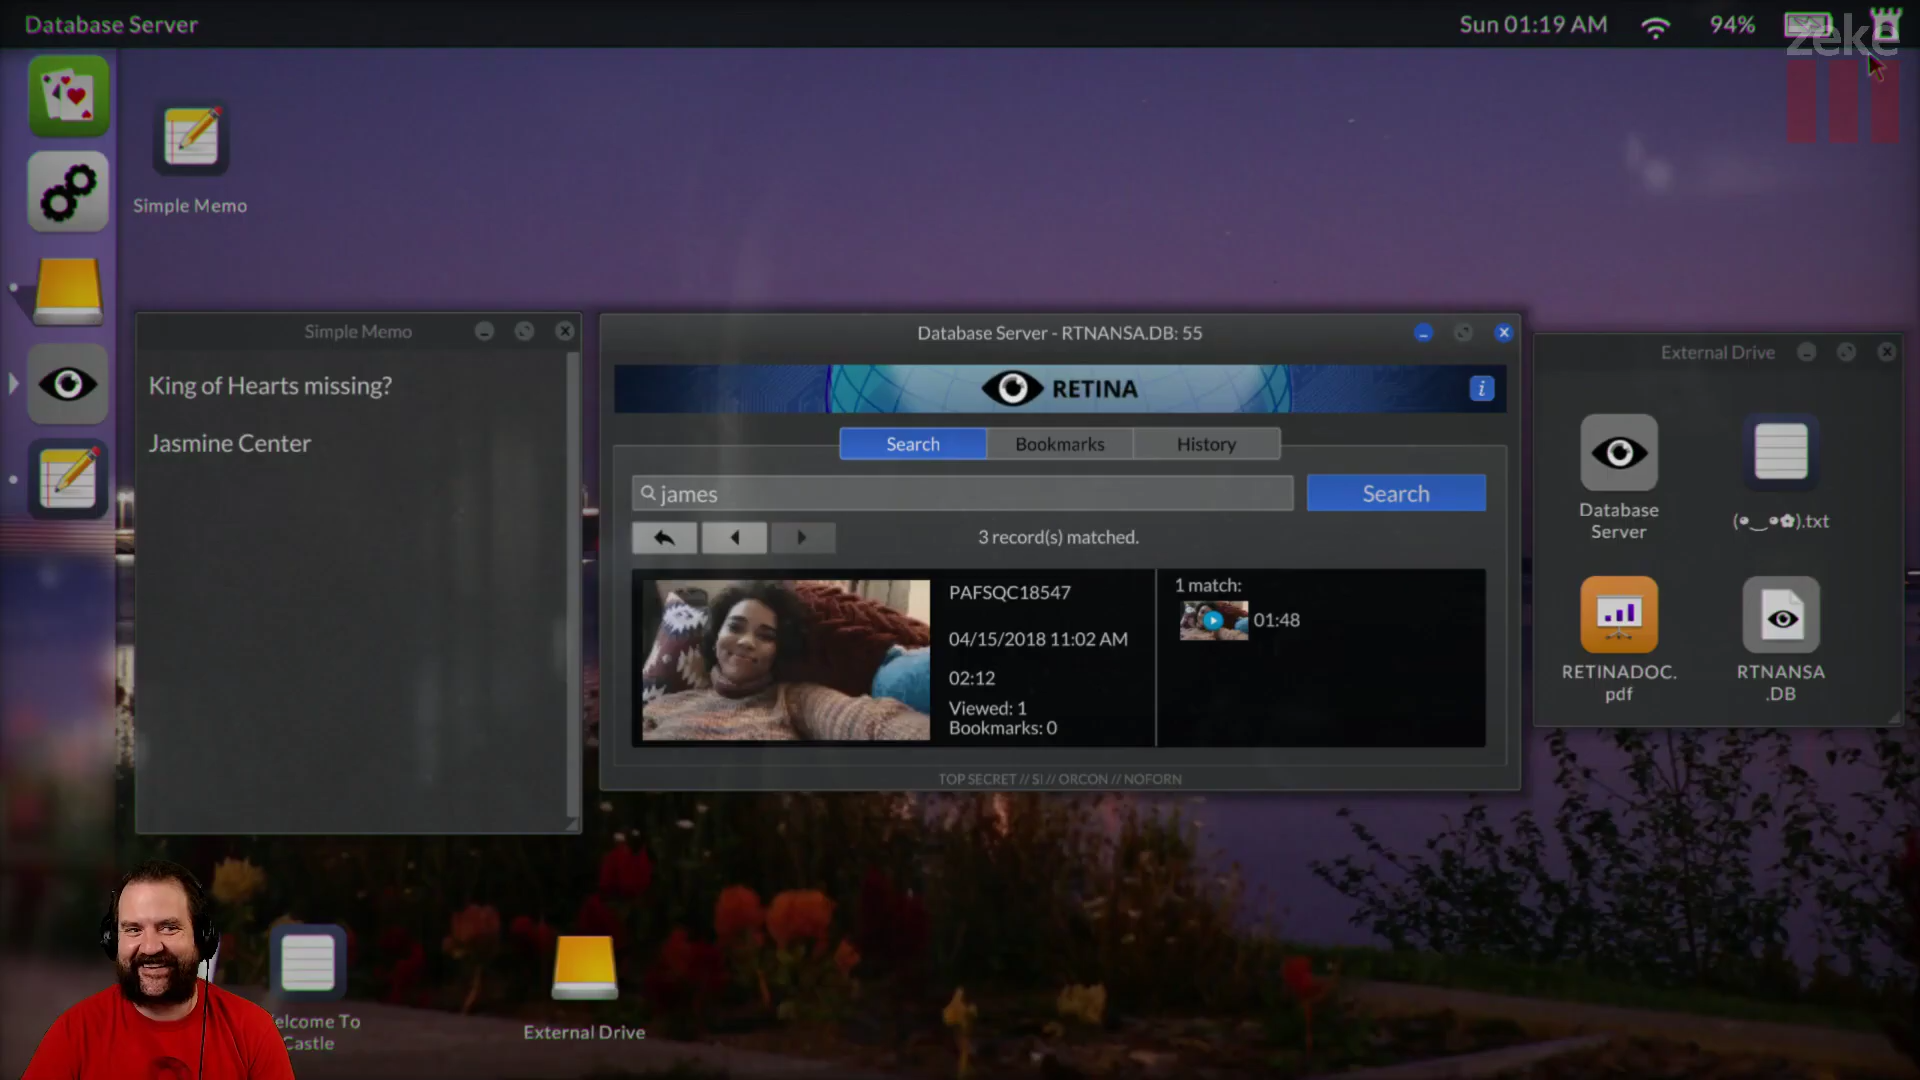 Database Server
Sun 01:19 AM
94%
zeke
Simple Memo
Simple Memo
King of Hearts missing?
Jasmine Center
Database Server - RTNANSA.DB: 55
RETINA
i
Search
Bookmarks
History
james
Search
3 record(s) matched.
PAFSQC18547
04/15/2018 11:02 AM
02:12
Viewed: 1
Bookmarks: 0
1 match:
01:48
TOP SECRET // SI // ORCON // NOFORN
External Drive
Database
Server
(•‿•✿).txt
RETINADOC.
pdf
RTNANSA
.DB
elcome To
Castle
External Drive